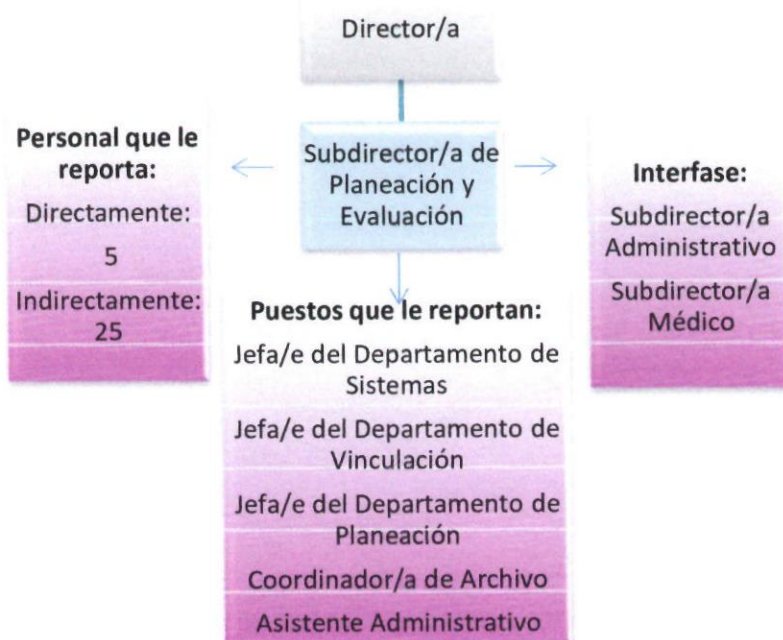 Director/a
Personal que le
reporta:
Directamente:
5
Indirectamente:
25
Subdirector/a de
Planeación y
Evaluación
Interfase:
Subdirector/a
Administrativo
Subdirector/a
Médico
Puestos que le reportan:
Jefa/e del Departamento de
Sistemas
Jefa/e del Departamento de
Vinculación
Jefa/e del Departamento de
Planeación
Coordinador/a de Archivo
Asistente Administrativo